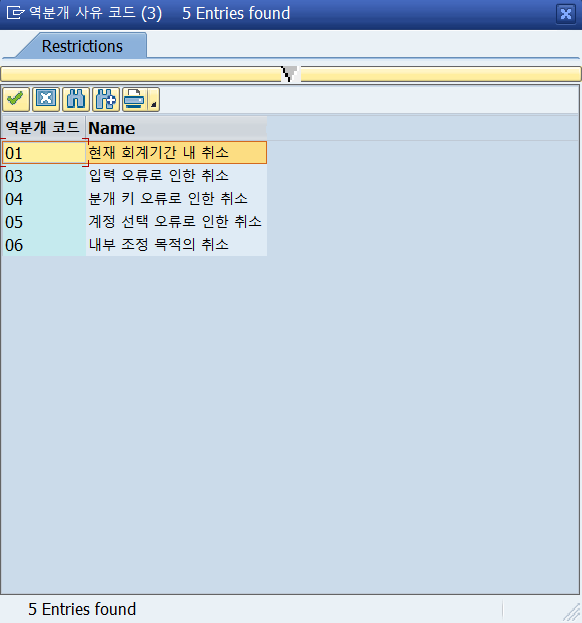 역분개 사유 코드 (3) 5 Entries found
Restrictions
역분개 코드 Name
01 현재 회계기간 내 취소
03 입력 오류로 인한 취소
04 분개 키 오류로 인한 취소
05 계정 선택 오류로 인한 취소
06 내부 조정 목적의 취소
5 Entries found